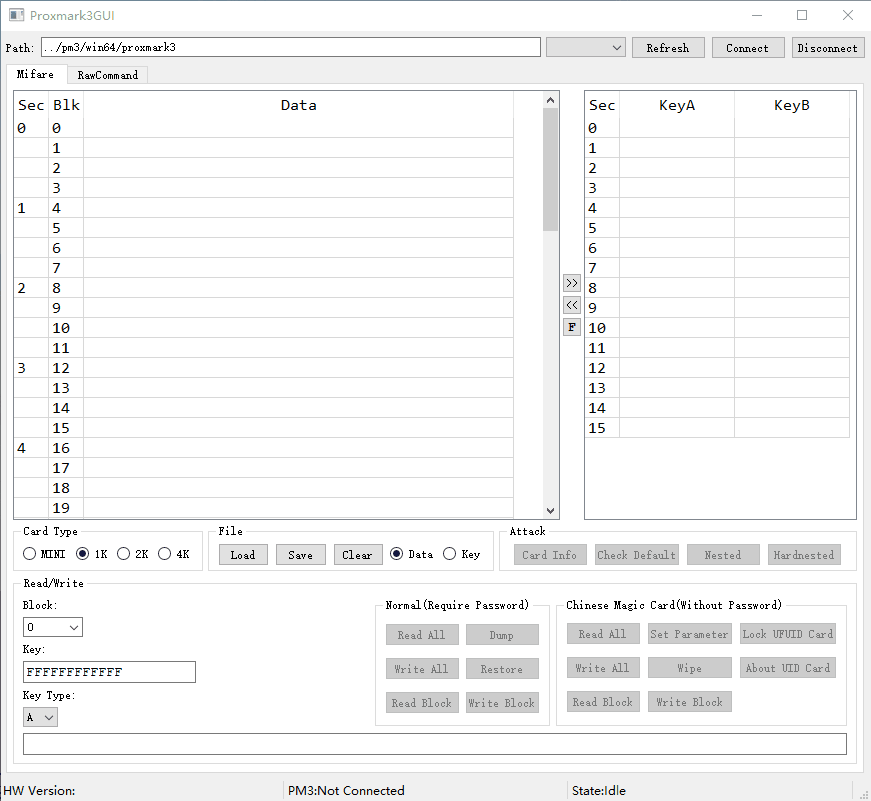 Proxmark3GUI
Path: ../pm3/win64/proxmark3 Refresh Connect Disconnect
Mifare RawCommand
Sec Blk Data Sec KeyA KeyB
0 0 0
1 1
2 2
3 3
1 4 4
5 5
6 6
7 7
2 8 8
9 9
10 10
11 11
3 12 12
13 13
14 14
15 15
4 16
17
18
19
>>
<<
F
Card Type File Attack
MINI 1K 2K 4K Load Save Clear Data Key Card Info Check Default Nested Hardnested
Read/Write
Block: Normal(Require Password) Chinese Magic Card(Without Password)
0 Read All Dump Read All Set Parameter Lock UFUID Card
Key:
FFFFFFFFFFFF Write All Restore Write All Wipe About UID Card
Key Type:
A Read Block Write Block Read Block Write Block
HW Version: PM3:Not Connected State:Idle